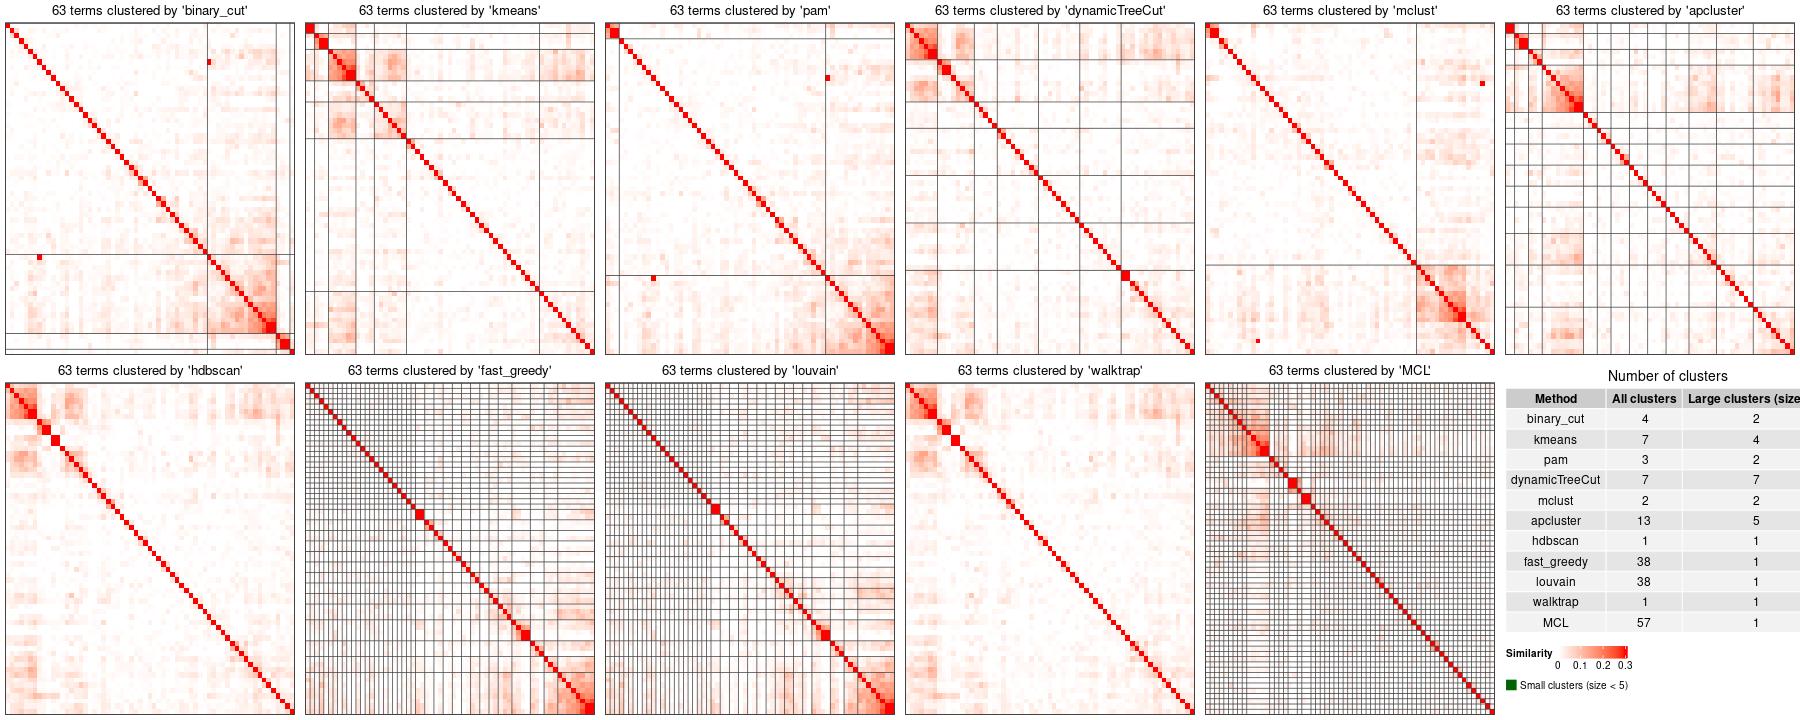 63 terms clustered by 'binary_cut'
63 terms clustered by 'kmeans'
63 terms clustered by 'pam'
63 terms clustered by 'dynamicTreeCut'
63 terms clustered by 'mclust'
63 terms clustered by 'apcluster'
63 terms clustered by 'hdbscan'
63 terms clustered by 'fast_greedy'
63 terms clustered by 'louvain'
63 terms clustered by 'walktrap'
63 terms clustered by 'MCL'
Number of clusters
Method All clusters Large clusters (size
binary_cut 4 2
kmeans 7 4
pam 3 2
dynamicTreeCut 7 7
mclust 2 2
apcluster 13 5
hdbscan 1 1
fast_greedy 38 1
louvain 38 1
walktrap 1 1
MCL 57 1
Similarity
0 0.1 0.2 0.3
Small clusters (size < 5)